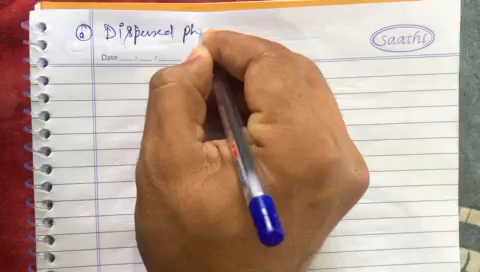 ⓐ Dispersed ph
Saathi
Date ..../..../....